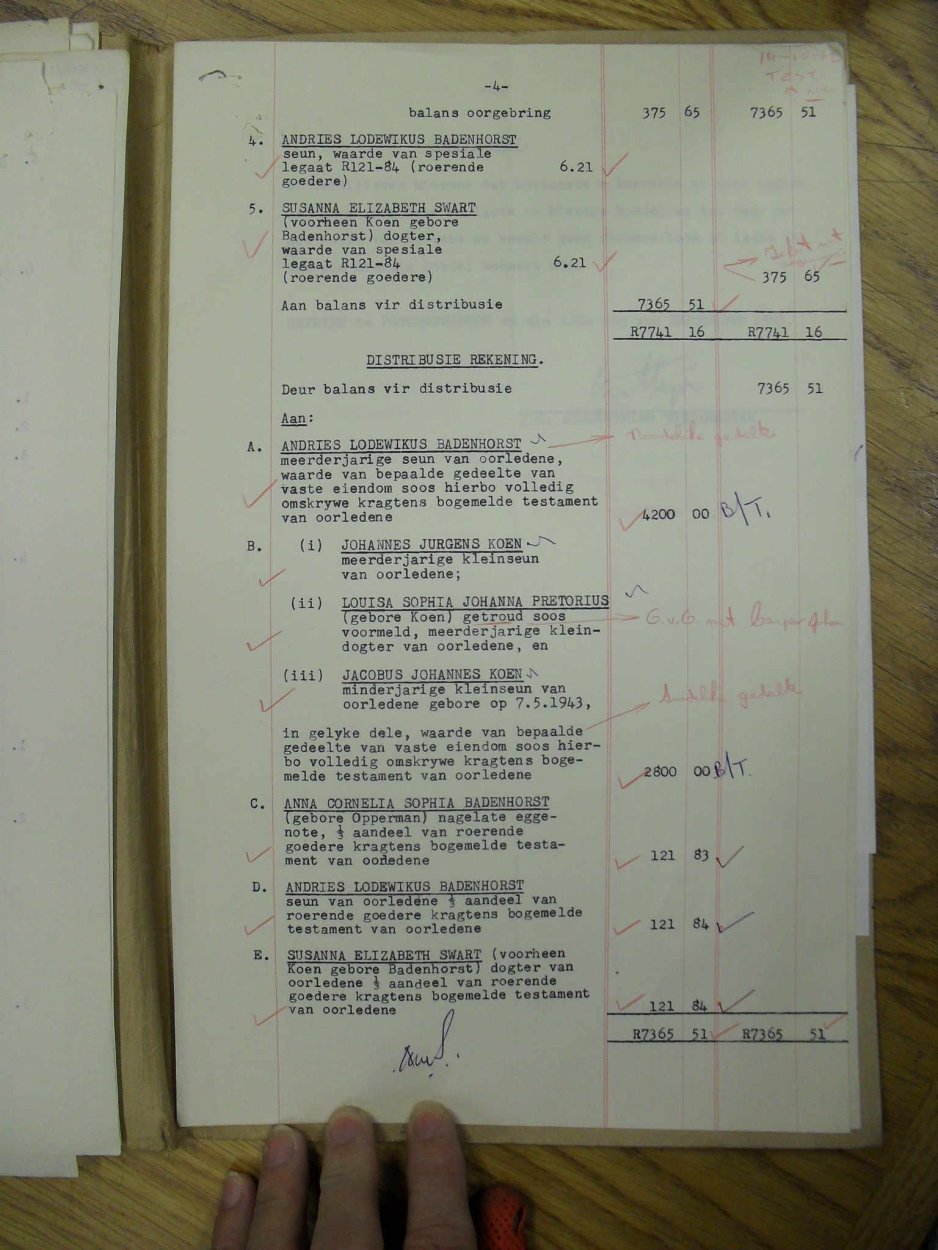 -4-
balans oorgebring 375 65 7365 51
4. ANDRIES LODEWIKUS BADENHORST
seun, waarde van spesiale
legaat R121-84 (roerende 6.21
goedere)
5. SUSANNA ELIZABETH SWART
(voorheen Koen gebore
Badenhorst) dogter,
waarde van spesiale
legaat R121-84 6.21
(roerende goedere) 375 65
Aan balans vir distribusie 7365 51
R7741 16 R7741 16
DISTRIBUSIE REKENING.
Deur balans vir distribusie 7365 51
Aan:
A. ANDRIES LODEWIKUS BADENHORST
meerderjarige seun van oorledene,
waarde van bepaalde gedeelte van
vaste eiendom soos hierbo volledig
omskrywe kragtens bogemelde testament
van oorledene 4200 00 B/T.
B. (i) JOHANNES JURGENS KOEN
meerderjarige kleinseun
van oorledene;
(ii) LOUISA SOPHIA JOHANNA PRETORIUS
(gebore Koen) getroud soos
voormeld, meerderjarige klein-
dogter van oorledene, en
(iii) JACOBUS JOHANNES KOEN
minderjarige kleinseun van
oorledene gebore op 7.5.1943,
in gelyke dele, waarde van bepaalde
gedeelte van vaste eiendom soos hier-
bo volledig omskrywe kragtens boge-
melde testament van oorledene 2800 00 B/T.
C. ANNA CORNELIA SOPHIA BADENHORST
(gebore Opperman) nagelate egge-
note, ⅓ aandeel van roerende
goedere kragtens bogemelde testa-
ment van oorledene 121 83
D. ANDRIES LODEWIKUS BADENHORST
seun van oorledene ⅓ aandeel van
roerende goedere kragtens bogemelde
testament van oorledene 121 84
E. SUSANNA ELIZABETH SWART (voorheen
Koen gebore Badenhorst) dogter van
oorledene ⅓ aandeel van roerende
goedere kragtens bogemelde testament
van oorledene 121 84
R7365 51 R7365 51